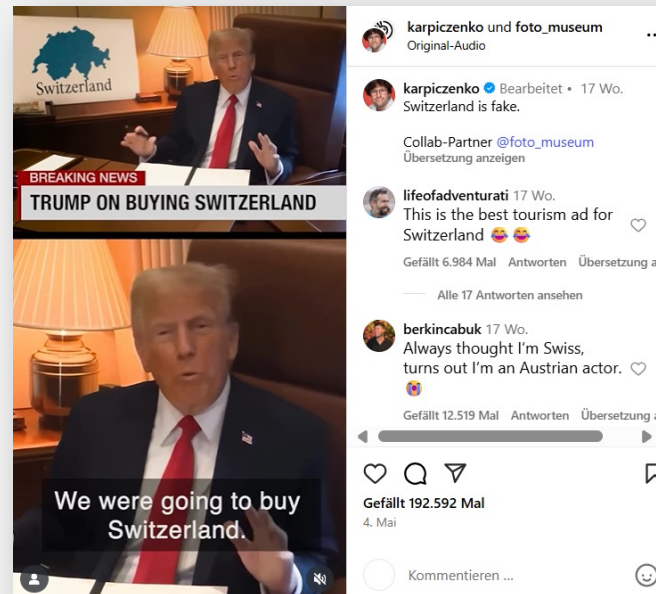 Switzerland
BREAKING NEWS
TRUMP ON BUYING SWITZERLAND
We were going to buy
Switzerland.
karpiczenko und foto_museum
Original-Audio
karpiczenko Bearbeitet • 17 Wo.
Switzerland is fake.
Collab-Partner @foto_museum
Übersetzung anzeigen
lifeofadventurati 17 Wo.
This is the best tourism ad for
Switzerland 😂😂
Gefällt 6.984 Mal Antworten Übersetzung a
Alle 17 Antworten ansehen
berkincabuk 17 Wo.
Always thought I'm Swiss,
turns out I'm an Austrian actor.
😭
Gefällt 12.519 Mal Antworten Übersetzung
Gefällt 192.592 Mal
4. Mai
Kommentieren ...